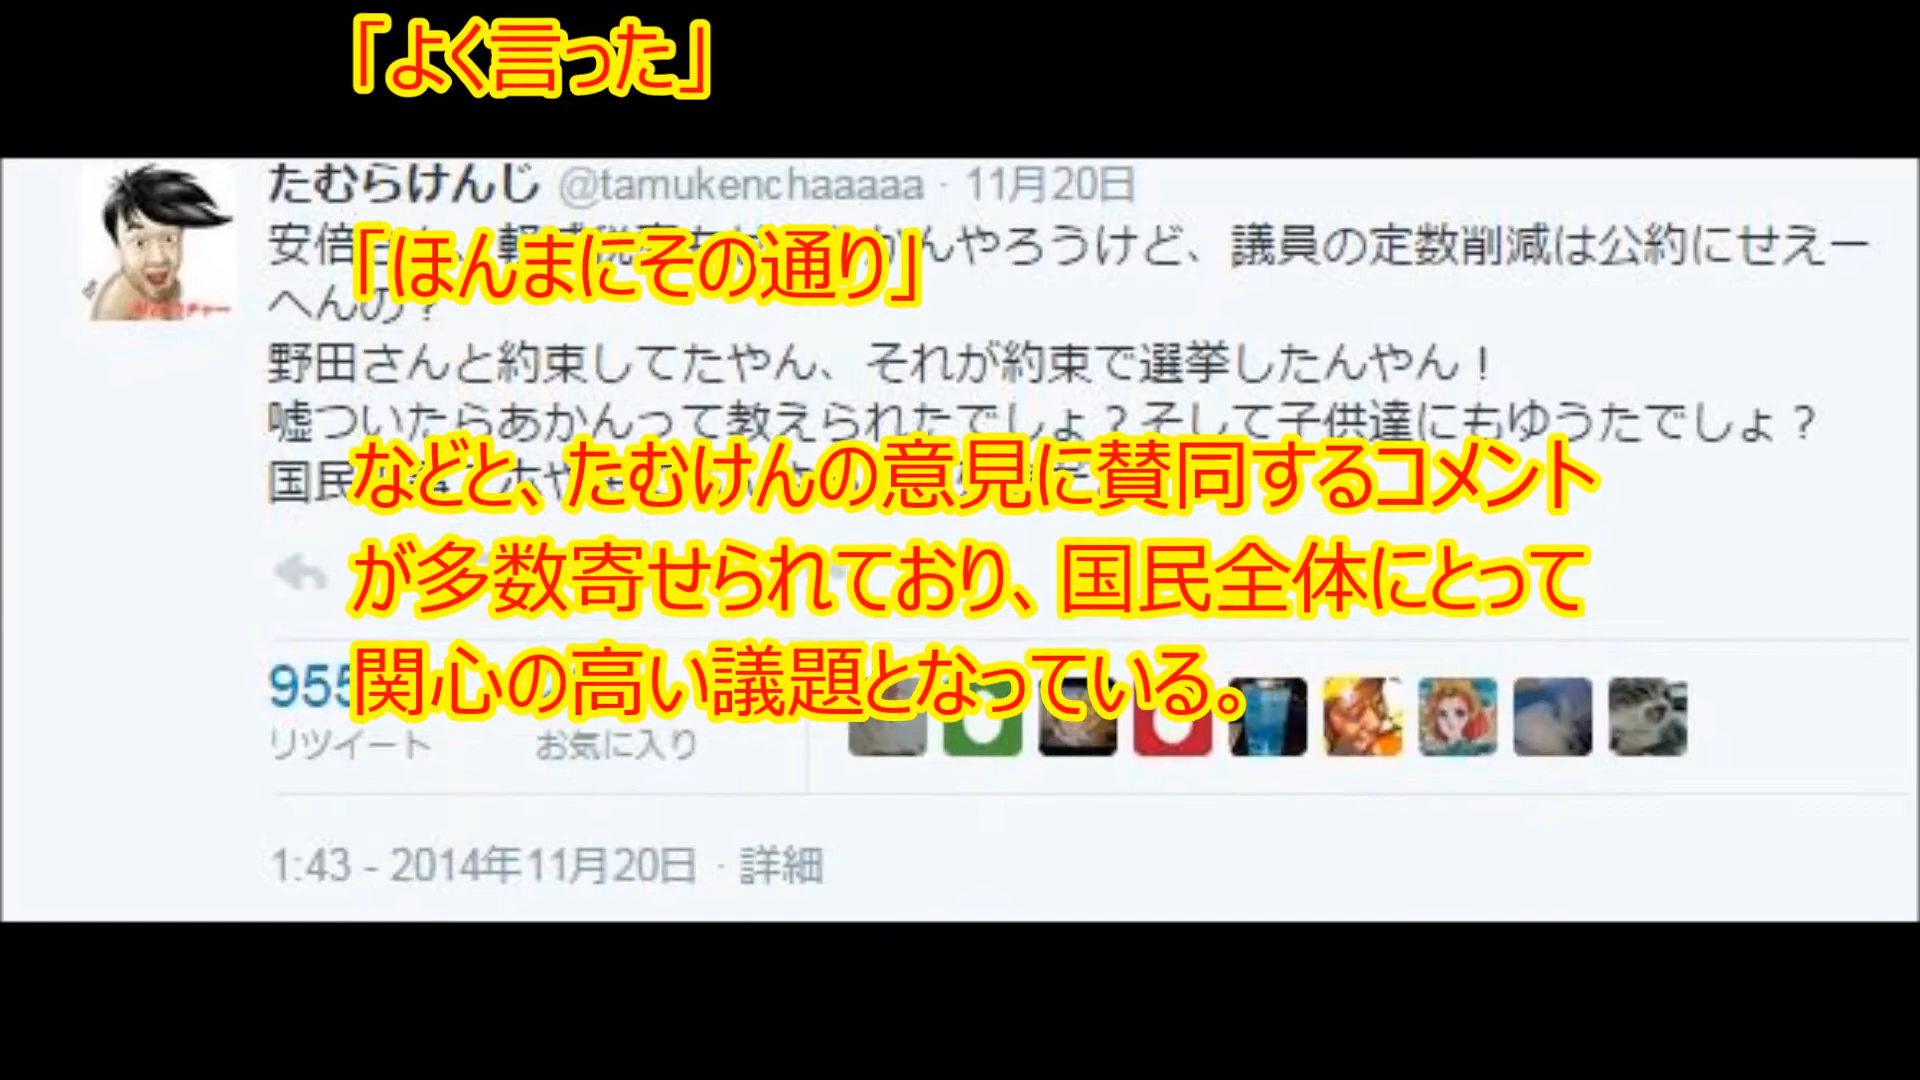 「よく言った」
たむらけんじ @tamukenchaaaaa · 11月20日
安倍 んやろうけど、議員の定数削減は公約にせえー
「ほんまにその通り」
へんの?
野田さんと約束してたやん、それが約束で選挙したんやん!
嘘ついたらあかんって教えられたでしょ?そして子供達にもゆうたでしょ?
国民
などと、たむけんの意見に賛同するコメント
が多数寄せられており、国民全体にとって
関心の高い議題となっている。
955
リツイート お気に入り
1:43 - 2014年11月20日 · 詳細